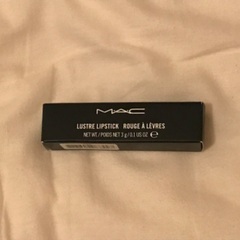 MAC
LUSTRE LIPSTICK ROUGE À LÈVRES
NET WT / POIDS NET 3 g / 0.1 US OZ ℮